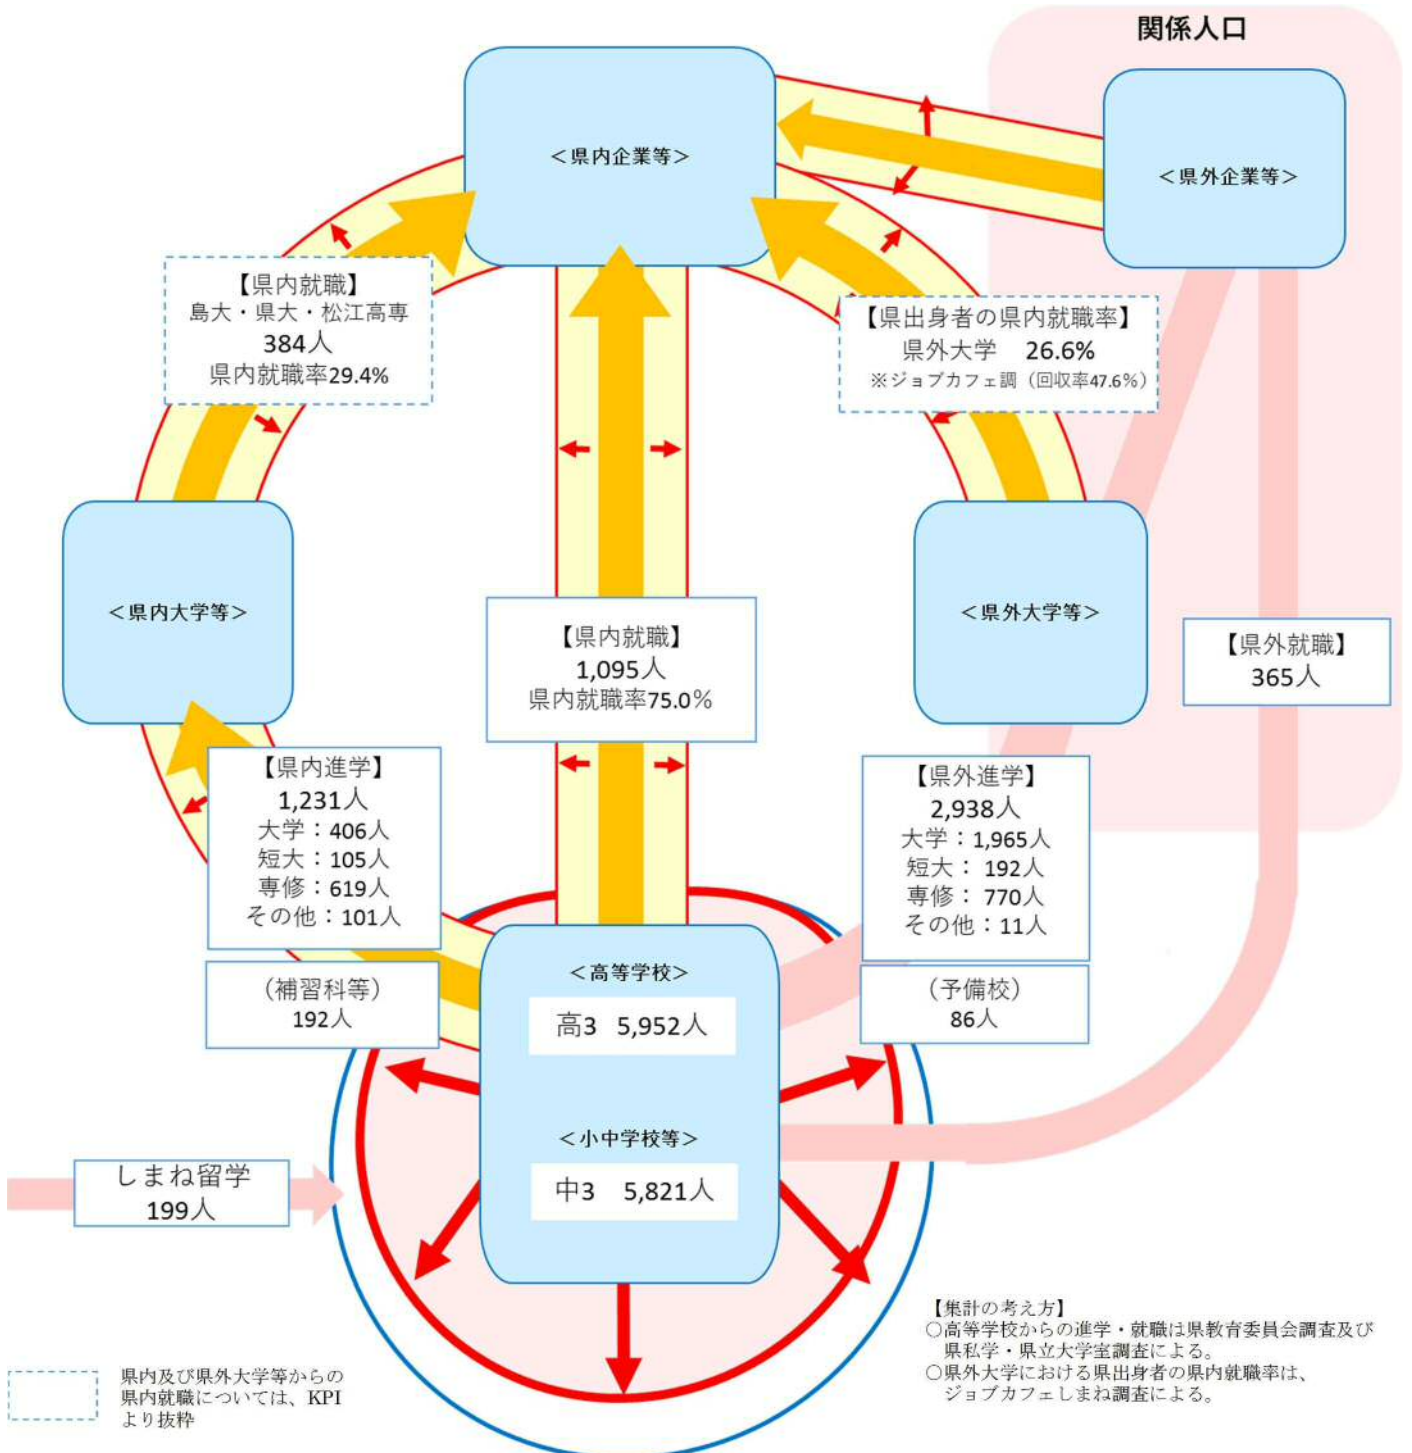 関係人口
＜県内企業等＞
＜県外企業等＞
【県内就職】
島大・県大・松江高専
384人
県内就職率29.4%
【県出身者の県内就職率】
県外大学　26.6%
※ジョブカフェ調（回収率47.6%）
＜県内大学等＞
【県内就職】
1,095人
県内就職率75.0%
＜県外大学等＞
【県外就職】
365人
【県内進学】
1,231人
大学：406人
短大：105人
専修：619人
その他：101人
（補習科等）
192人
【県外進学】
2,938人
大学：1,965人
短大： 192人
専修： 770人
その他：11人
（予備校）
86人
＜高等学校＞
高3　5,952人
＜小中学校等＞
中3　5,821人
しまね留学
199人
県内及び県外大学等からの
県内就職については、KPI
より抜粋
【集計の考え方】
○高等学校からの進学・就職は県教育委員会調査及び
県私学・県立大学室調査による。
○県外大学における県出身者の県内就職率は、
ジョブカフェしまね調査による。